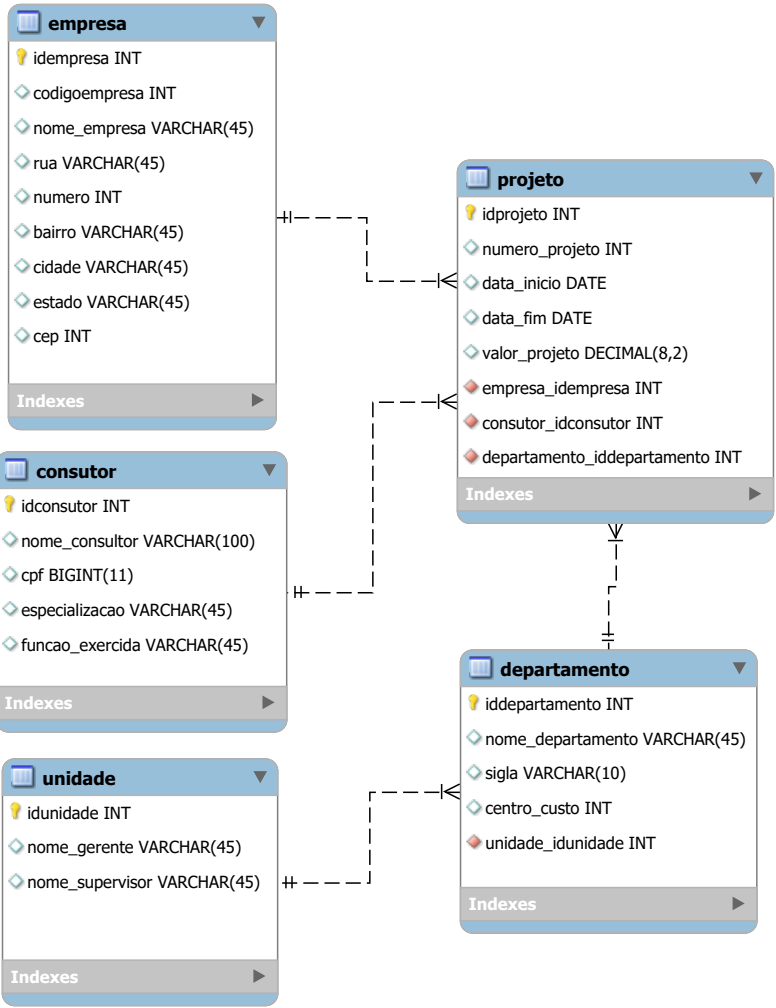 empresa
idempresa INT
codigoempresa INT
nome_empresa VARCHAR(45)
rua VARCHAR(45)
numero INT
bairro VARCHAR(45)
cidade VARCHAR(45)
estado VARCHAR(45)
cep INT
Indexes
projeto
idprojeto INT
numero_projeto INT
data_inicio DATE
data_fim DATE
valor_projeto DECIMAL(8,2)
empresa_idempresa INT
consutor_idconsutor INT
departamento_iddepartamento INT
Indexes
consutor
idconsutor INT
nome_consultor VARCHAR(100)
cpf BIGINT(11)
especializacao VARCHAR(45)
funcao_exercida VARCHAR(45)
Indexes
departamento
iddepartamento INT
nome_departamento VARCHAR(45)
sigla VARCHAR(10)
centro_custo INT
unidade_idunidade INT
Indexes
unidade
idunidade INT
nome_gerente VARCHAR(45)
nome_supervisor VARCHAR(45)
Indexes